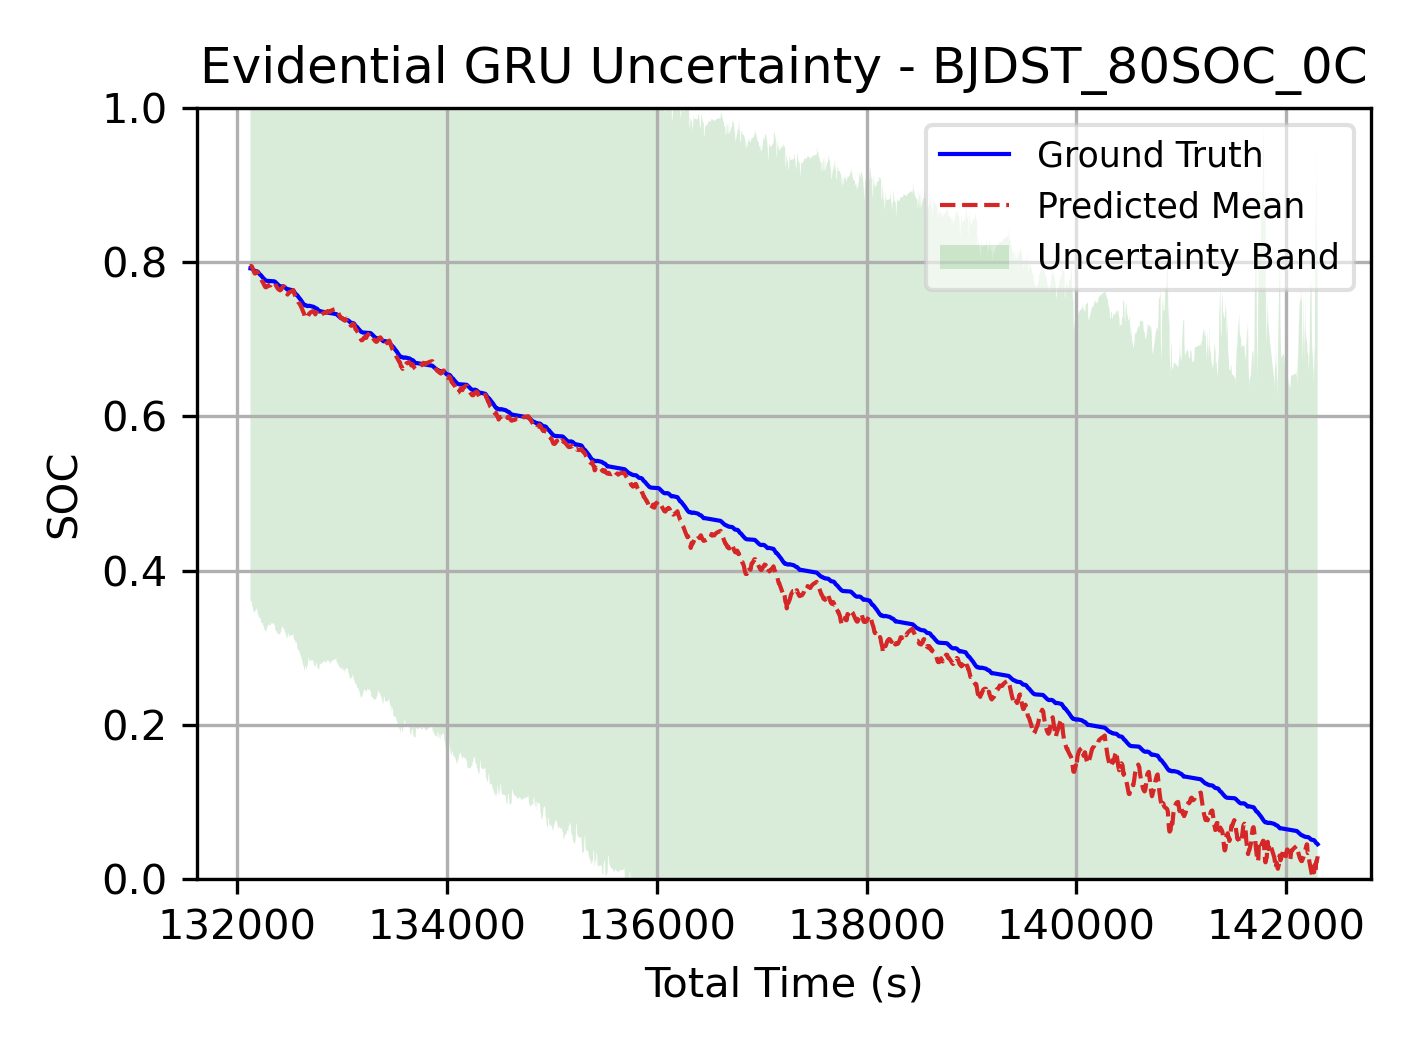 Evidential GRU Uncertainty - BJDST_80SOC_0C
1.0
0.8
0.6
0.4
0.2
0.0
SOC
Ground Truth
Predicted Mean
Uncertainty Band
132000 134000 136000 138000 140000 142000
Total Time (s)